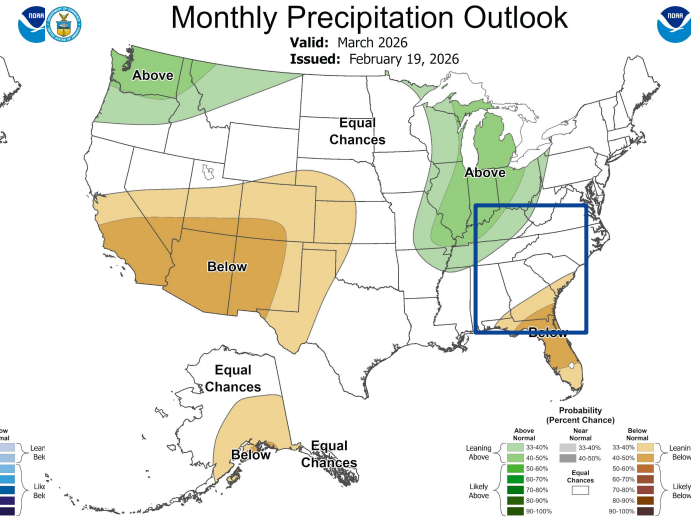 Monthly Precipitation Outlook
Valid: March 2026
Issued: February 19, 2026
NOAA
NOAA
Above
Equal
Chances
Above
Below
Below
Equal
Chances
Below
Equal
Chances
Probability
(Percent Chance)
Above
Normal
Near
Normal
Below
Normal
Leaning
Above
33-40%
40-50%
33-40%
40-50%
33-40%
40-50%
Leaning
Below
Likely
Above
50-60%
60-70%
70-80%
80-90%
90-100%
Equal
Chances
50-60%
60-70%
70-80%
80-90%
90-100%
Likely
Below